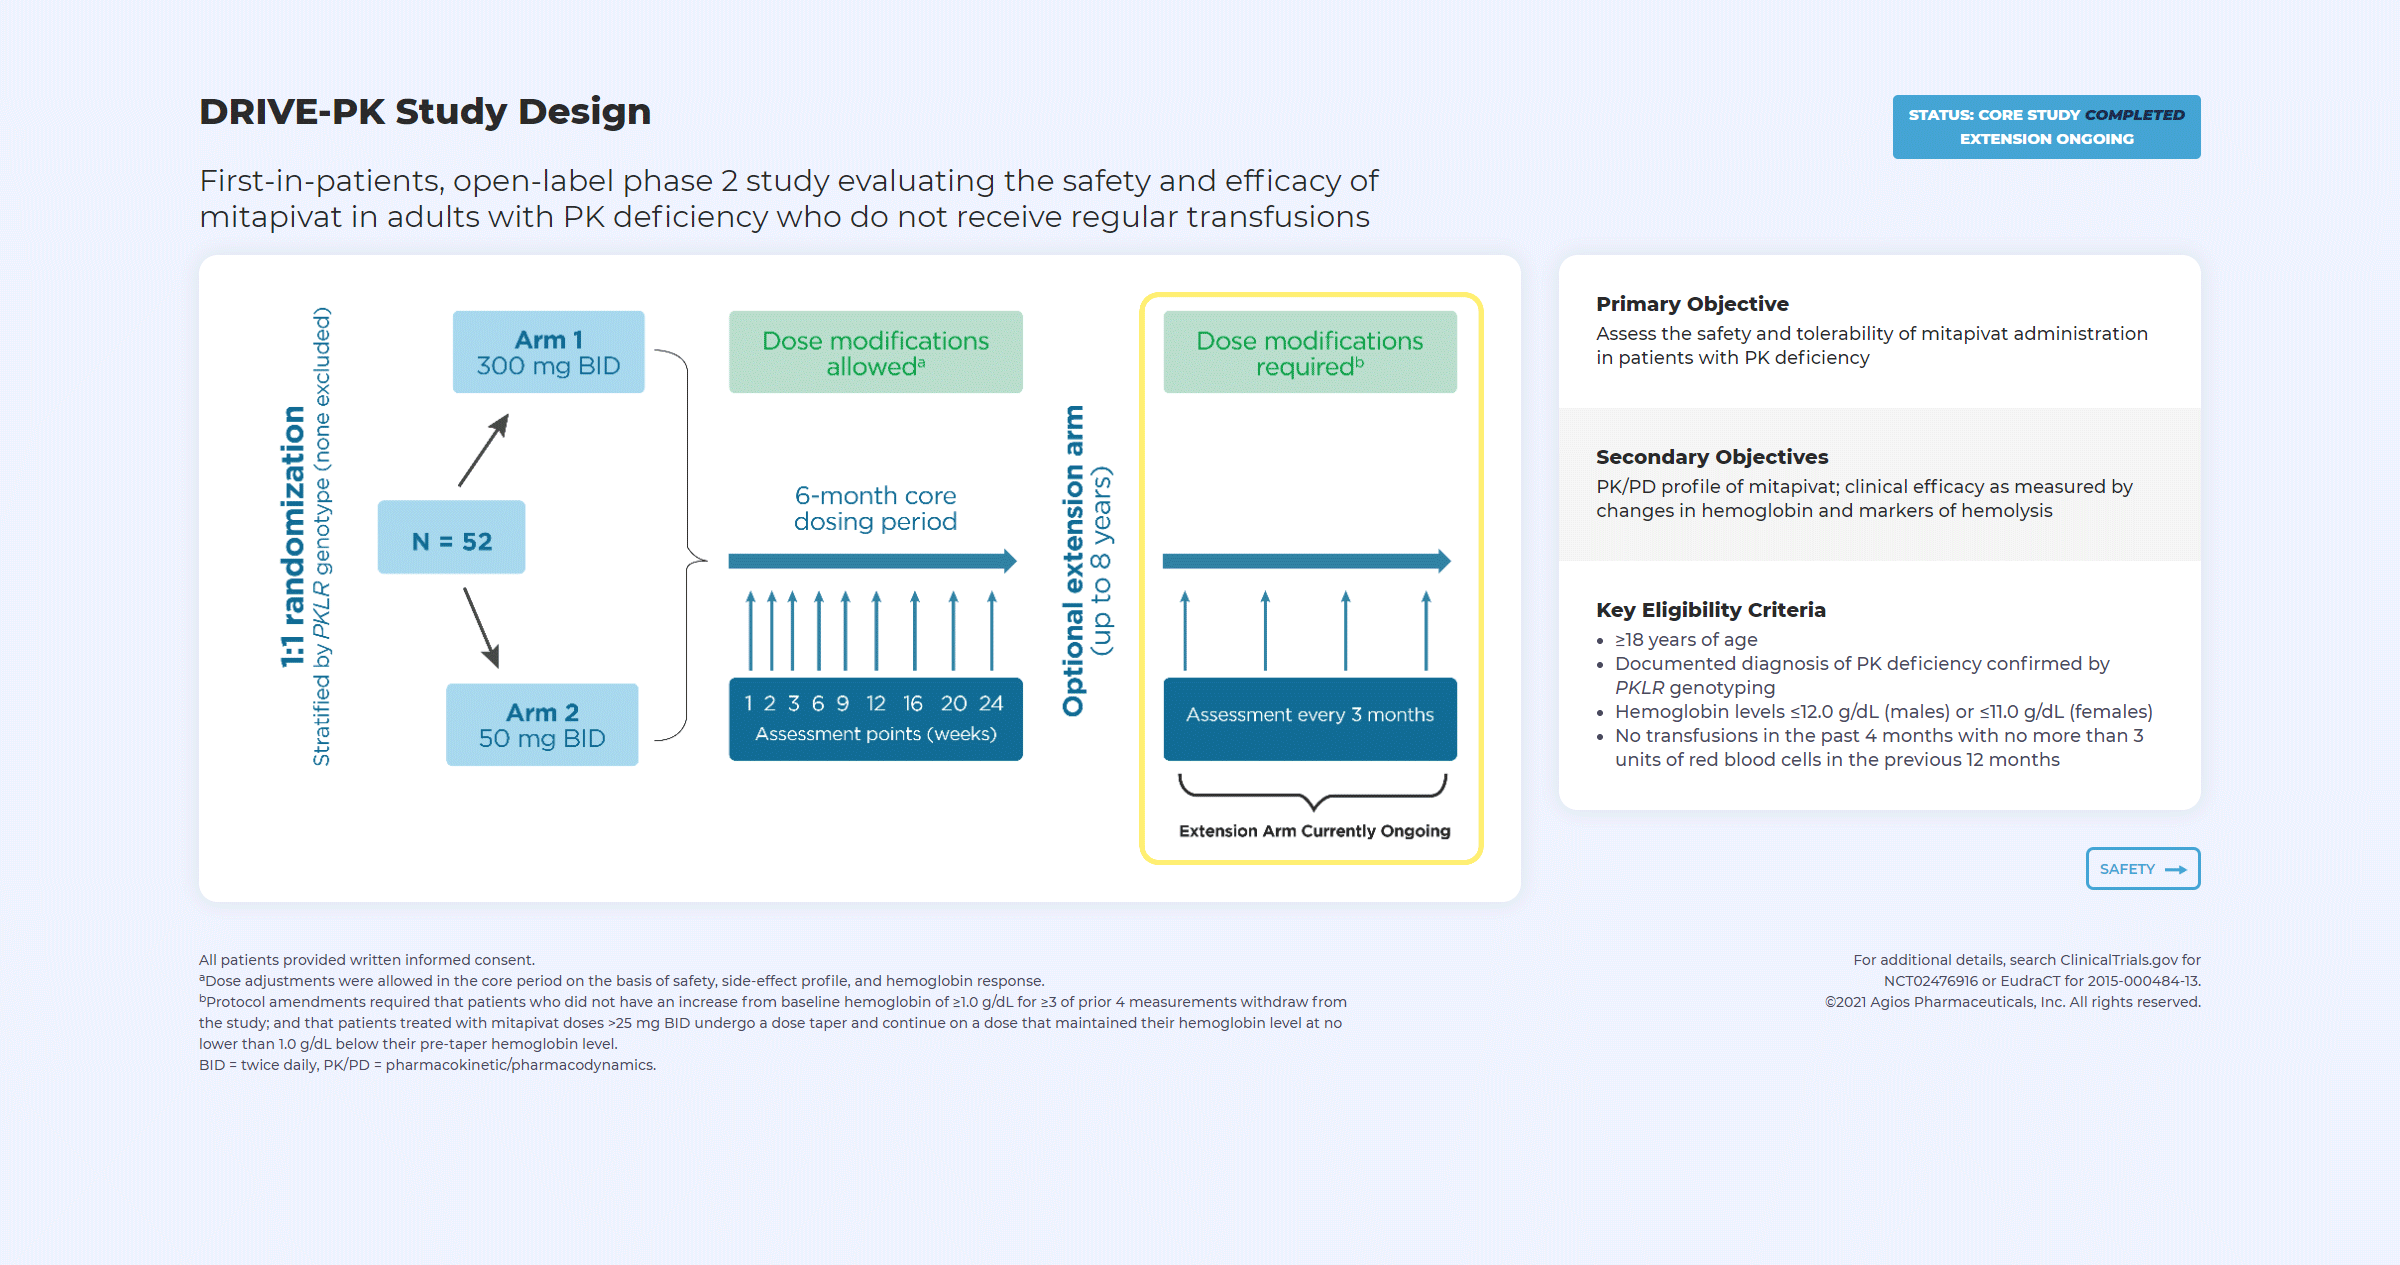 DRIVE-PK Study Design
STATUS: CORE STUDY COMPLETED
EXTENSION ONGOING
First-in-patients, open-label phase 2 study evaluating the safety and efficacy of
mitapivat in adults with PK deficiency who do not receive regular transfusions
1:1 randomization
Stratified by PKLR genotype (none excluded)
Arm 1
300 mg BID
N = 52
Arm 2
50 mg BID
Dose modifications
allowedᵃ
6-month core
dosing period
1 2 3 6 9 12 16 20 24
Assessment points (weeks)
Optional extension arm
(up to 8 years)
Dose modifications
requiredᵇ
Assessment every 3 months
Extension Arm Currently Ongoing
Primary Objective
Assess the safety and tolerability of mitapivat administration
in patients with PK deficiency
Secondary Objectives
PK/PD profile of mitapivat; clinical efficacy as measured by
changes in hemoglobin and markers of hemolysis
Key Eligibility Criteria
• ≥18 years of age
• Documented diagnosis of PK deficiency confirmed by
PKLR genotyping
• Hemoglobin levels ≤12.0 g/dL (males) or ≤11.0 g/dL (females)
• No transfusions in the past 4 months with no more than 3
units of red blood cells in the previous 12 months
SAFETY
All patients provided written informed consent.
ᵃDose adjustments were allowed in the core period on the basis of safety, side-effect profile, and hemoglobin response.
ᵇProtocol amendments required that patients who did not have an increase from baseline hemoglobin of ≥1.0 g/dL for ≥3 of prior 4 measurements withdraw from
the study; and that patients treated with mitapivat doses >25 mg BID undergo a dose taper and continue on a dose that maintained their hemoglobin level at no
lower than 1.0 g/dL below their pre-taper hemoglobin level.
BID = twice daily, PK/PD = pharmacokinetic/pharmacodynamics.
For additional details, search ClinicalTrials.gov for
NCT02476916 or EudraCT for 2015-000484-13.
©2021 Agios Pharmaceuticals, Inc. All rights reserved.